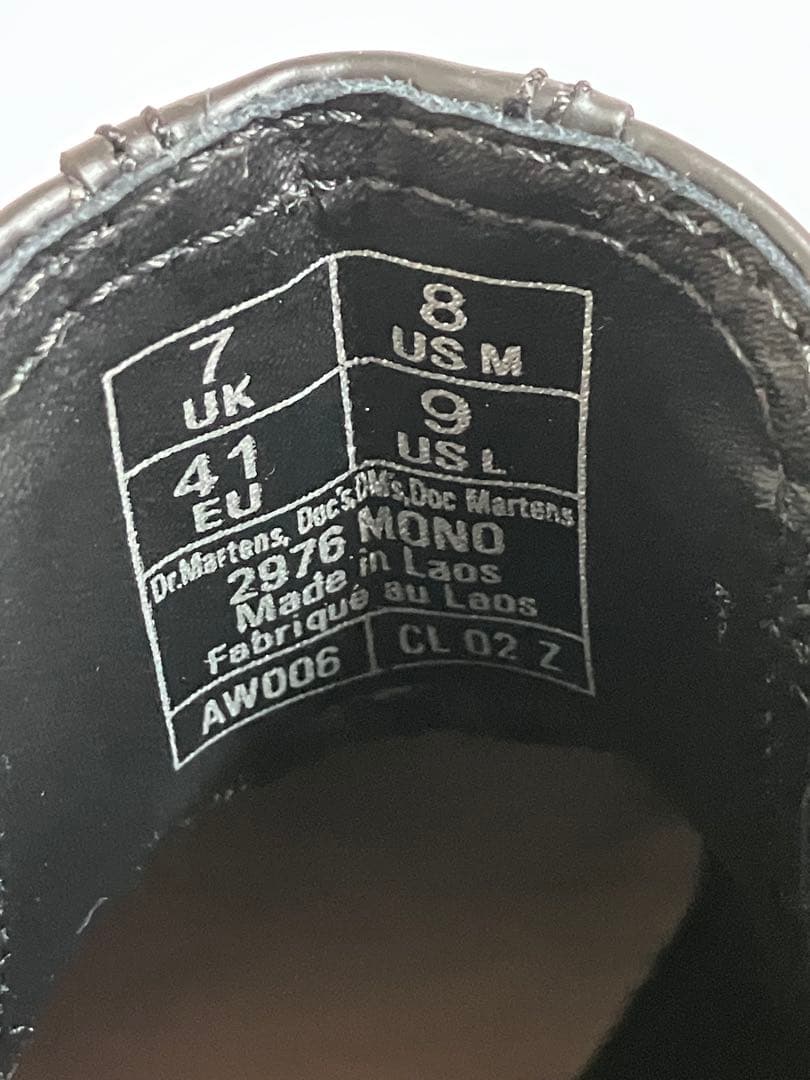 7
UK
8
US M
41
EU
9
US L
Dr.Martens, Doc's,DM's,Doc Martens
2976 MONO
Made in Laos
Fabriqué au Laos
AW006
CL 02 Z